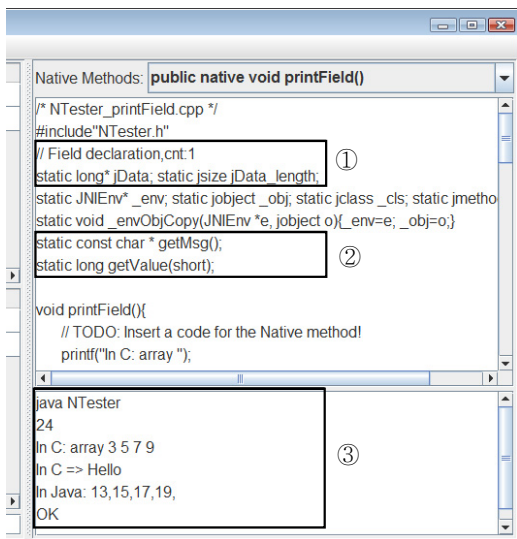 Native Methods: public native void printField()
/* NTester_printField.cpp */
#include"NTester.h"
// Field declaration,cnt:1
①
static long* jData; static jsize jData_length;
static JNIEnv* _env; static jobject _obj; static jclass _cls; static jmetho
static void _envObjCopy(JNIEnv *e, jobject o){_env=e; _obj=o;}
static const char * getMsg();
②
static long getValue(short);
void printField(){
// TODO: Insert a code for the Native method!
printf("In C: array ");
java NTester
24
In C: array 3 5 7 9
③
In C => Hello
In Java: 13,15,17,19,
OK